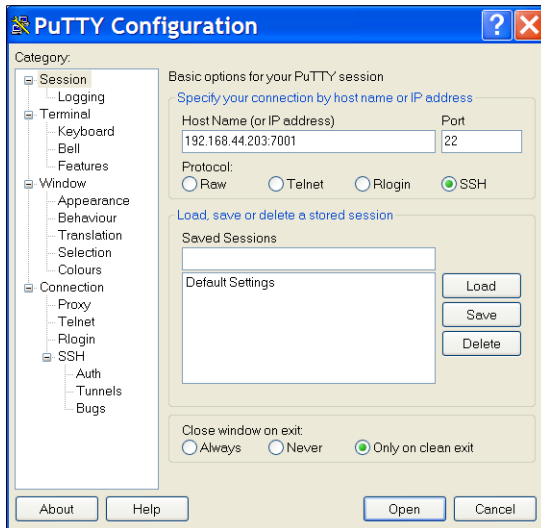 PuTTY Configuration
Category:
Session
Logging
Terminal
Keyboard
Bell
Features
Window
Appearance
Behaviour
Translation
Selection
Colours
Connection
Proxy
Telnet
Rlogin
SSH
Auth
Tunnels
Bugs
Basic options for your PuTTY session
Specify your connection by host name or IP address
Host Name (or IP address) Port
192.168.44.203:7001 22
Protocol:
Raw Telnet Rlogin SSH
Load, save or delete a stored session
Saved Sessions
Default Settings
Load
Save
Delete
Close window on exit:
Always Never Only on clean exit
About Help Open Cancel